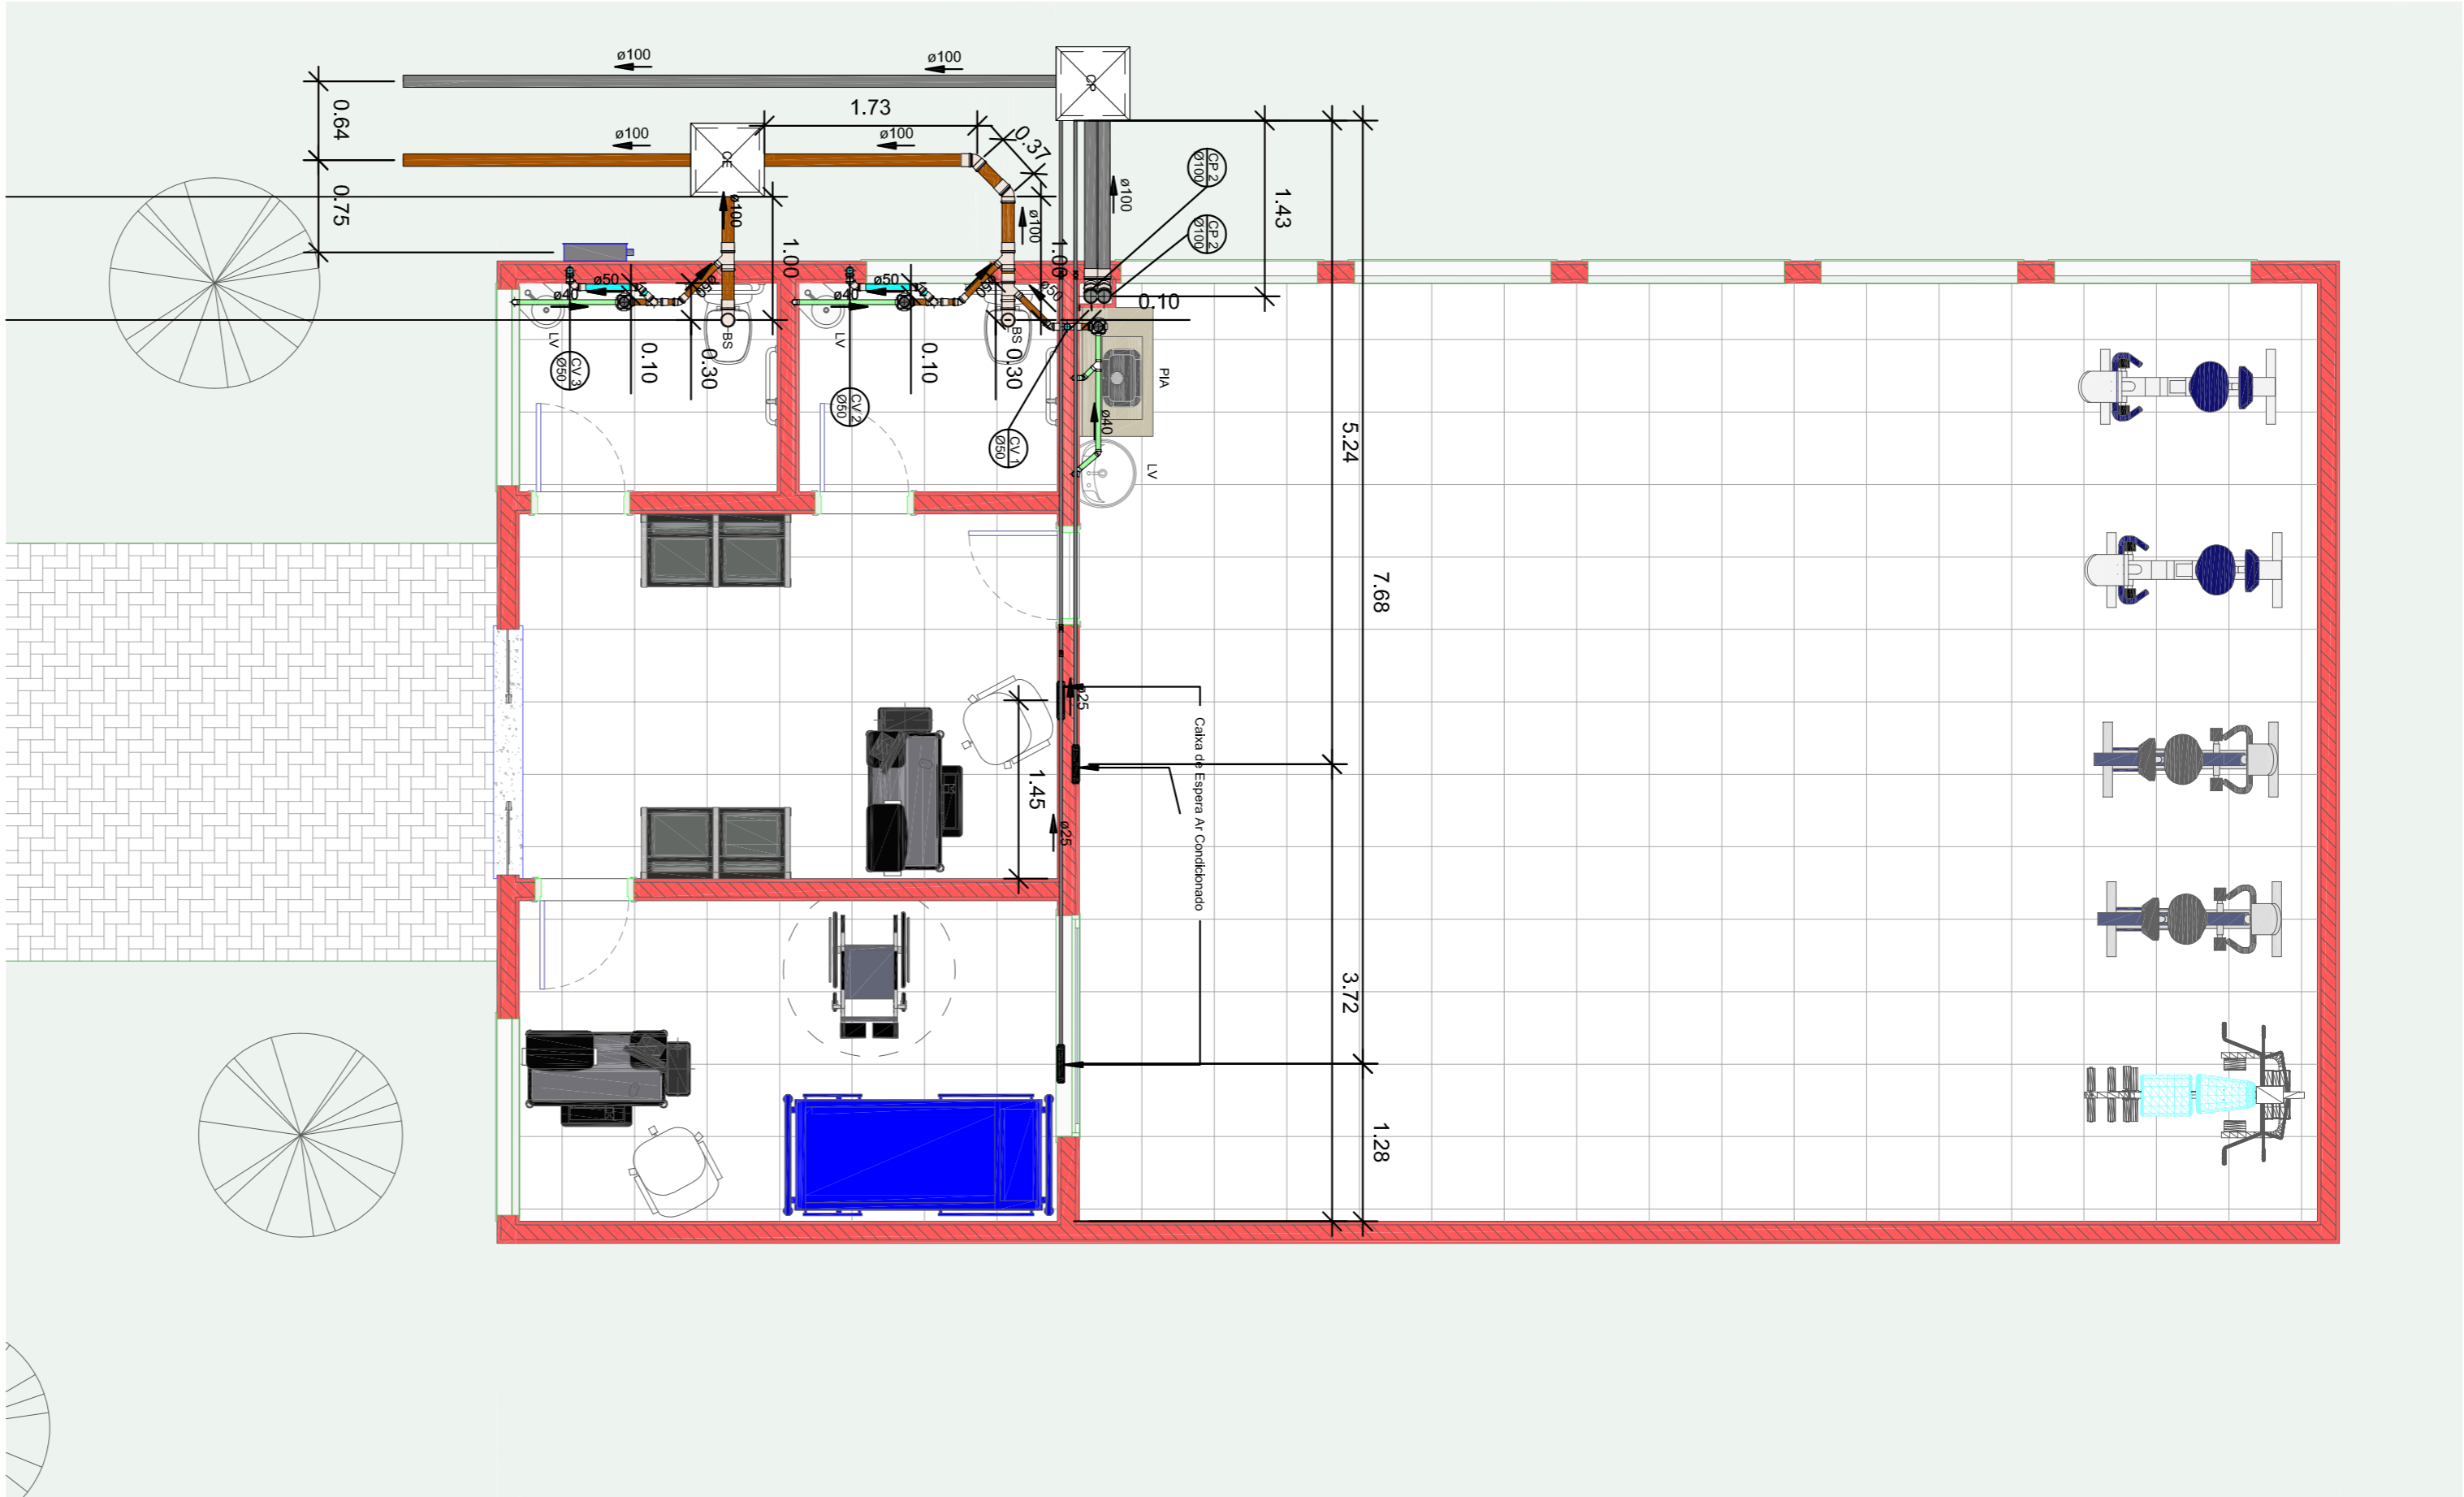 ø100
ø100
CP
0.64
1.73
ø100
ø100
0.37
CE
CP 2
Ø100
ø100
1.43
0.75
ø100
ø100
CP 2
Ø100
1.00
1.00
ø50
ø50
ø50
ø50
ø50
ø40
ø40
0.10
LV
BS
LV
BS
CV 3
Ø50
0.10
0.30
0.10
0.30
PIA
CV 2
Ø50
ø40
CV 1
Ø50
LV
5.24
7.68
ø25
Caixa de Espera Ar Condicionado
1.45
ø25
3.72
1.28